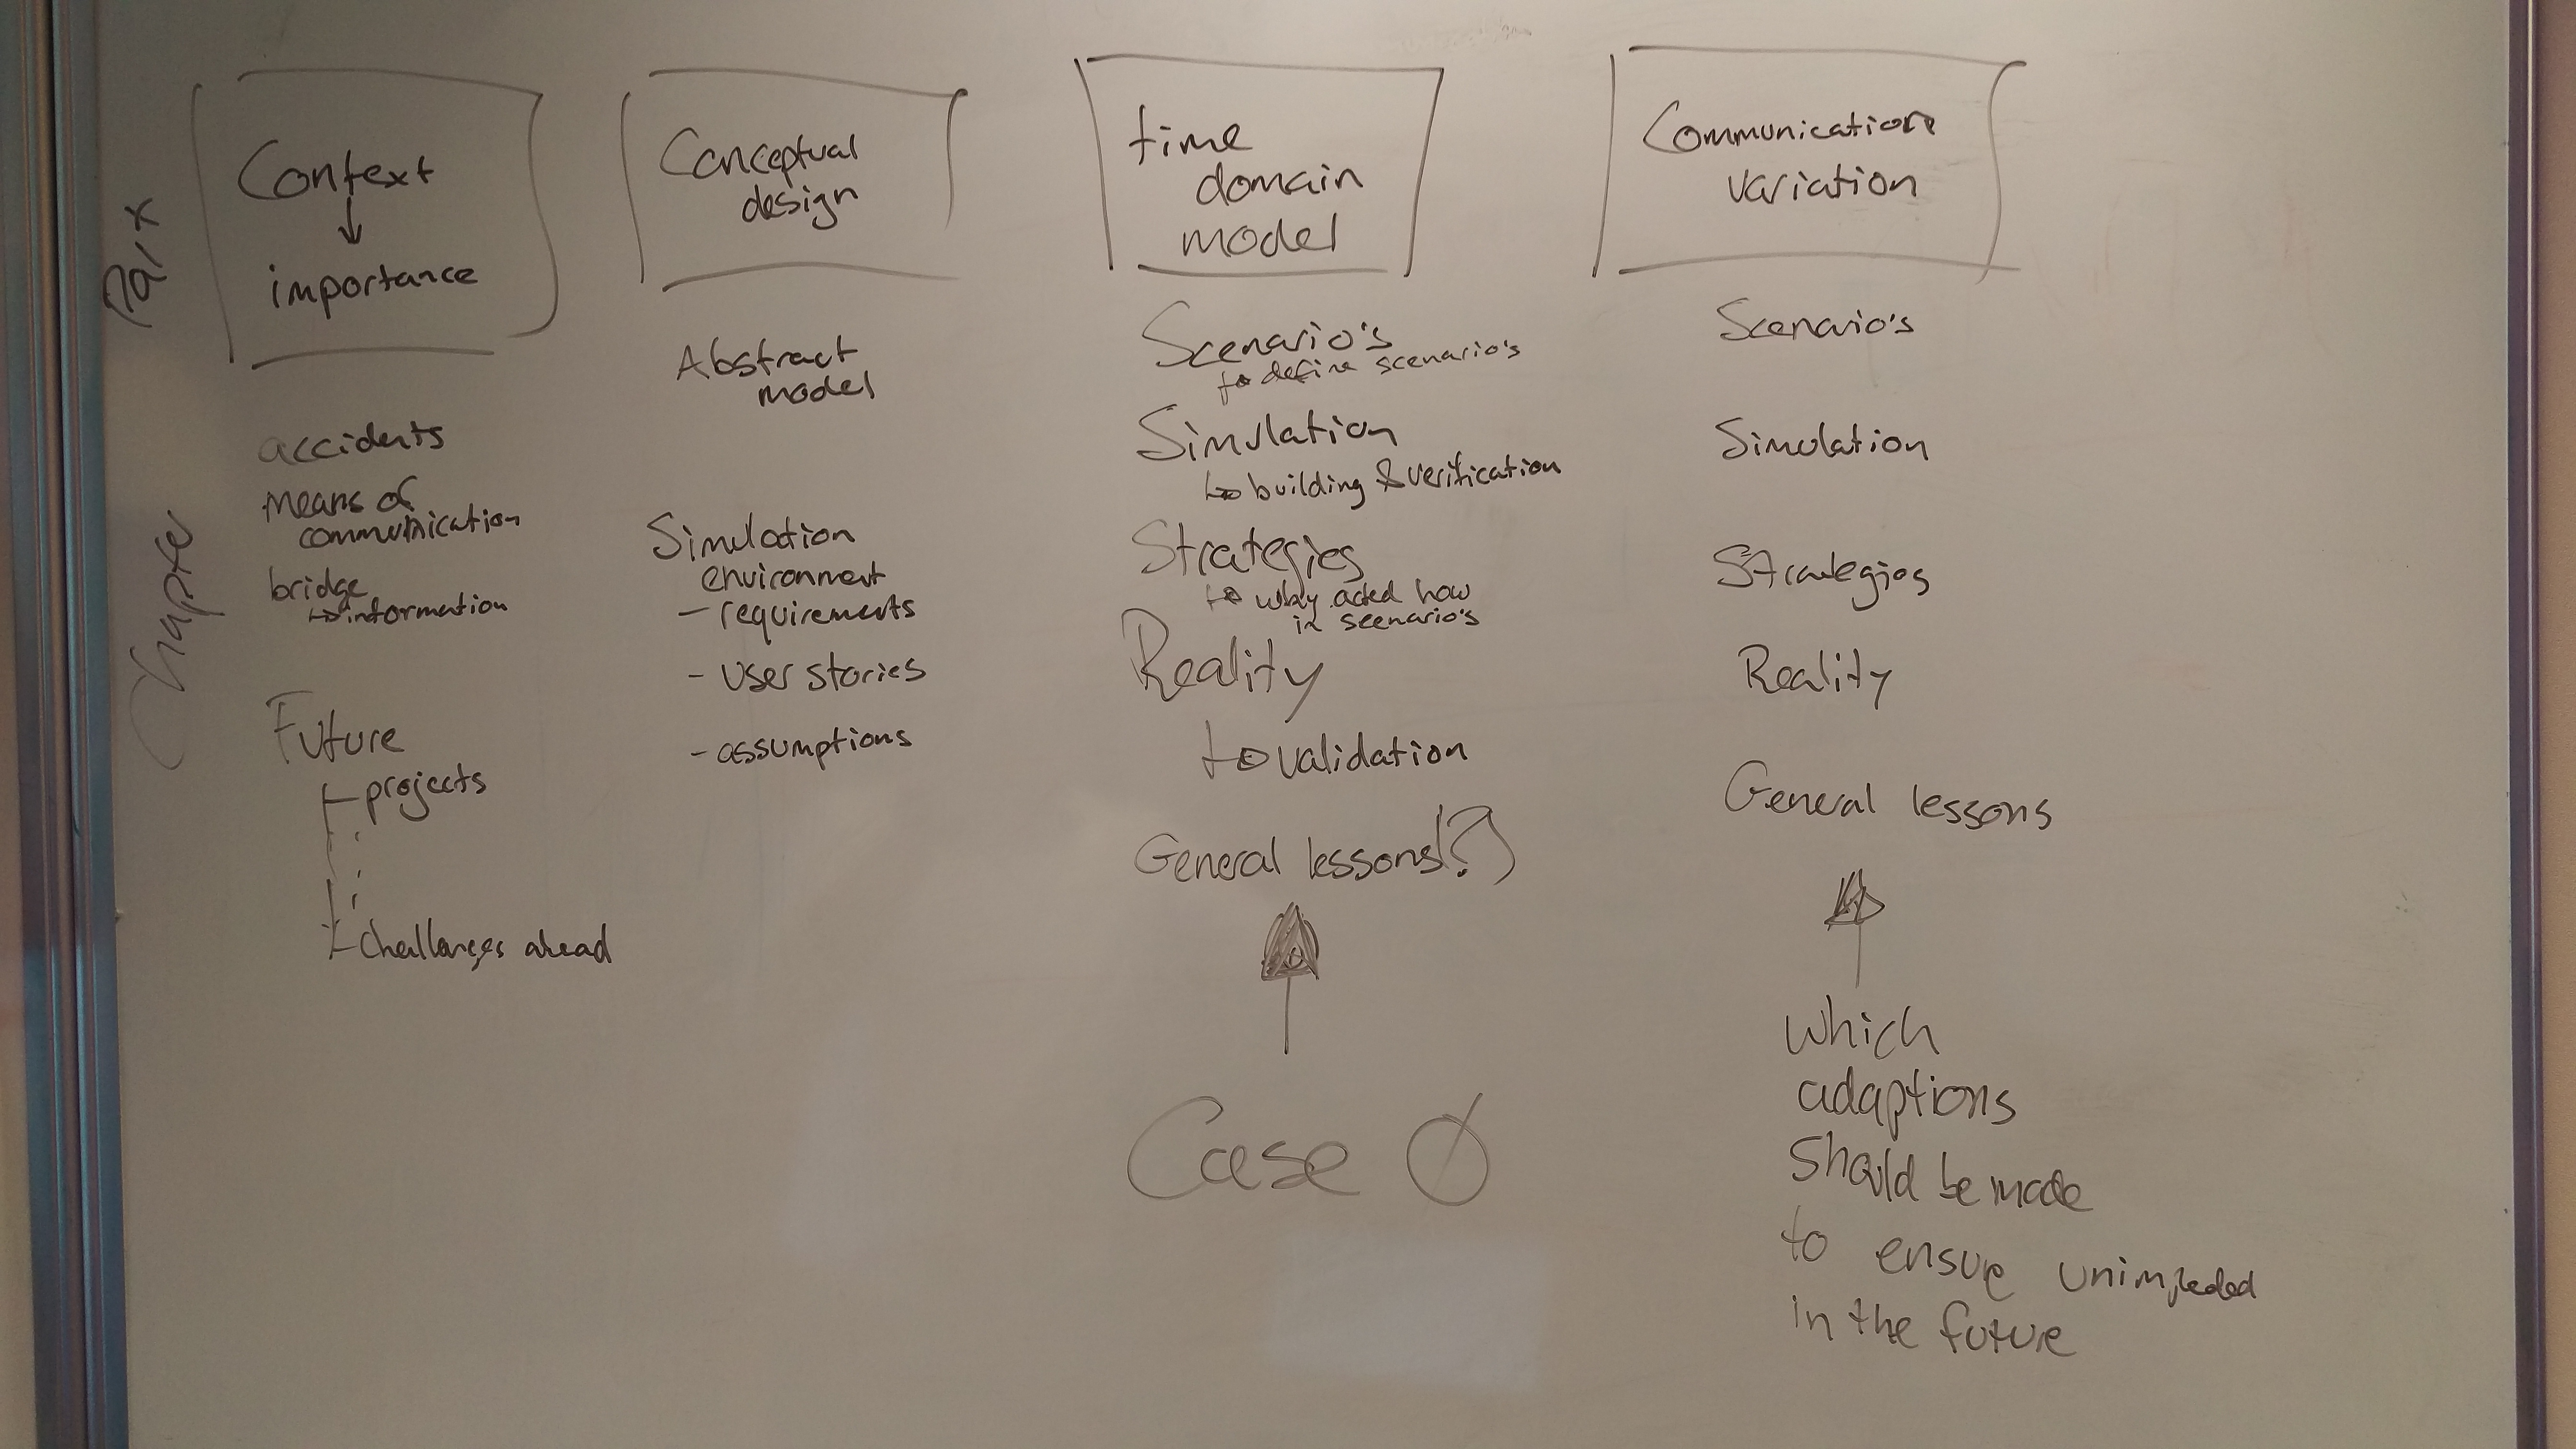 Part
Context
↓
importance
Conceptual
design
time
domain
model
Communication
variation
Chapter
accidents
means of
communication
bridge
↳ information
Future
- projects
- challenges ahead
Abstract
model
Simulation
environment
- requirements
- user stories
- assumptions
Scenario's
↳ define scenario's
Simulation
↳ building & verification
Strategies
↳ why acted how
in scenario's
Reality
↳ validation
General lessons(?)
Case Ø
Scenario's
Simulation
Strategies
Reality
General lessons
which
adaptions
should be made
to ensure unimpeded
in the future